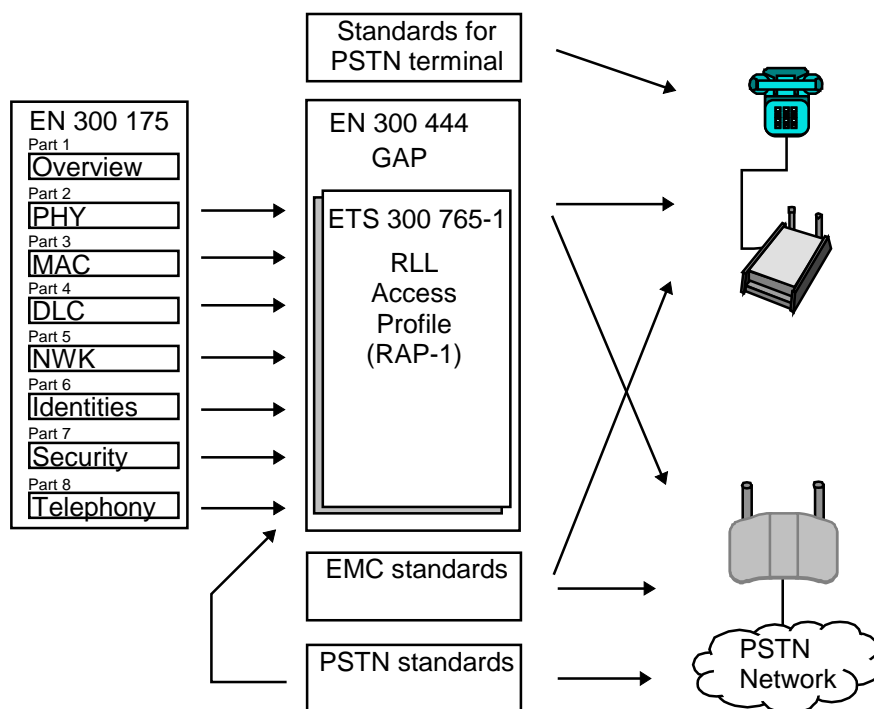 Standards for
PSTN terminal
EN 300 175
Part 1
Overview
Part 2
PHY
Part 3
MAC
Part 4
DLC
Part 5
NWK
Part 6
Identities
Part 7
Security
Part 8
Telephony
EN 300 444
GAP
ETS 300 765-1
RLL
Access
Profile
(RAP-1)
EMC standards
PSTN standards
PSTN
Network